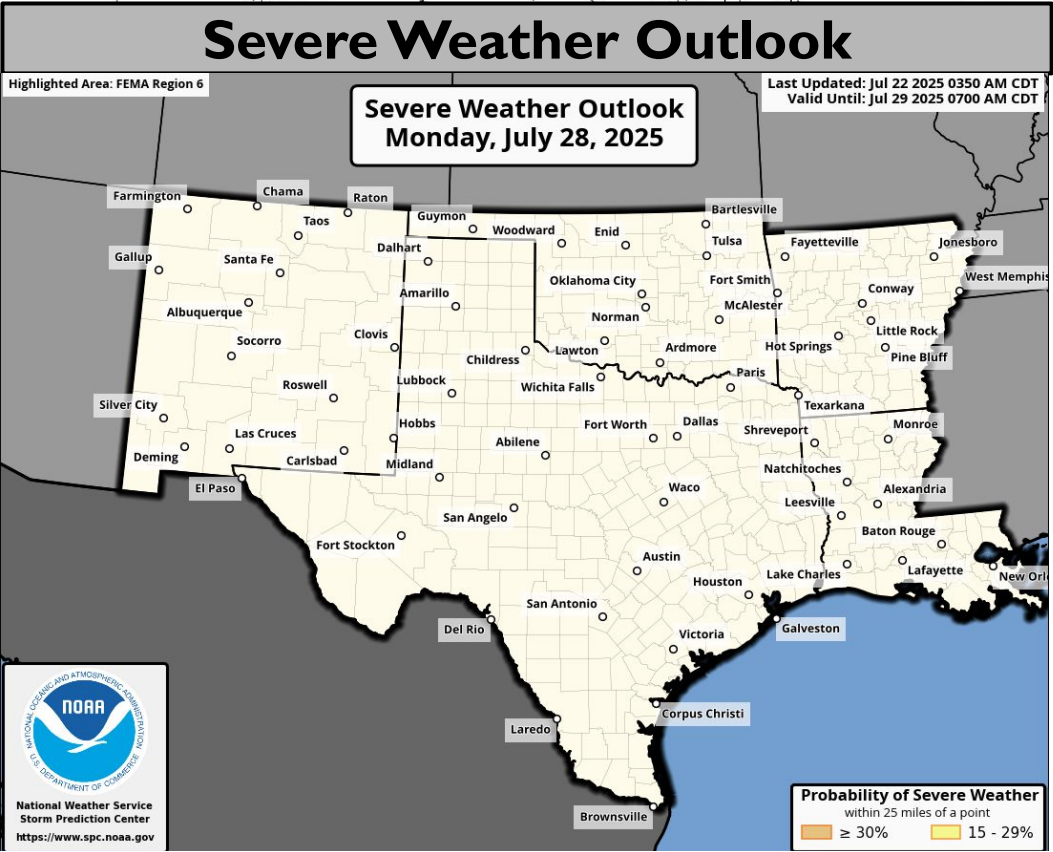 Severe Weather Outlook
Highlighted Area: FEMA Region 6
Last Updated: Jul 22 2025 0350 AM CDT
Valid Until: Jul 29 2025 0700 AM CDT
Severe Weather Outlook
Monday, July 28, 2025
Farmington
Chama
Raton
Taos
Guymon
Woodward
Enid
Bartlesville
Tulsa
Fayetteville
Jonesboro
Gallup
Santa Fe
Dalhart
Oklahoma City
Fort Smith
West Memphis
Albuquerque
Amarillo
Norman
McAlester
Conway
Socorro
Clovis
Childress
Lawton
Ardmore
Hot Springs
Little Rock
Pine Bluff
Roswell
Lubbock
Wichita Falls
Paris
Silver City
Texarkana
Las Cruces
Hobbs
Abilene
Fort Worth
Dallas
Shreveport
Monroe
Deming
Carlsbad
Midland
Natchitoches
El Paso
Waco
Leesville
Alexandria
San Angelo
Fort Stockton
Baton Rouge
Austin
Houston
Lake Charles
Lafayette
New Orl
San Antonio
Del Rio
Victoria
Galveston
Laredo
Corpus Christi
Brownsville
NATIONAL OCEANIC AND ATMOSPHERIC ADMINISTRATION
NOAA
U.S. DEPARTMENT OF COMMERCE
National Weather Service
Storm Prediction Center
https://www.spc.noaa.gov
Probability of Severe Weather
within 25 miles of a point
≥ 30%
15 - 29%